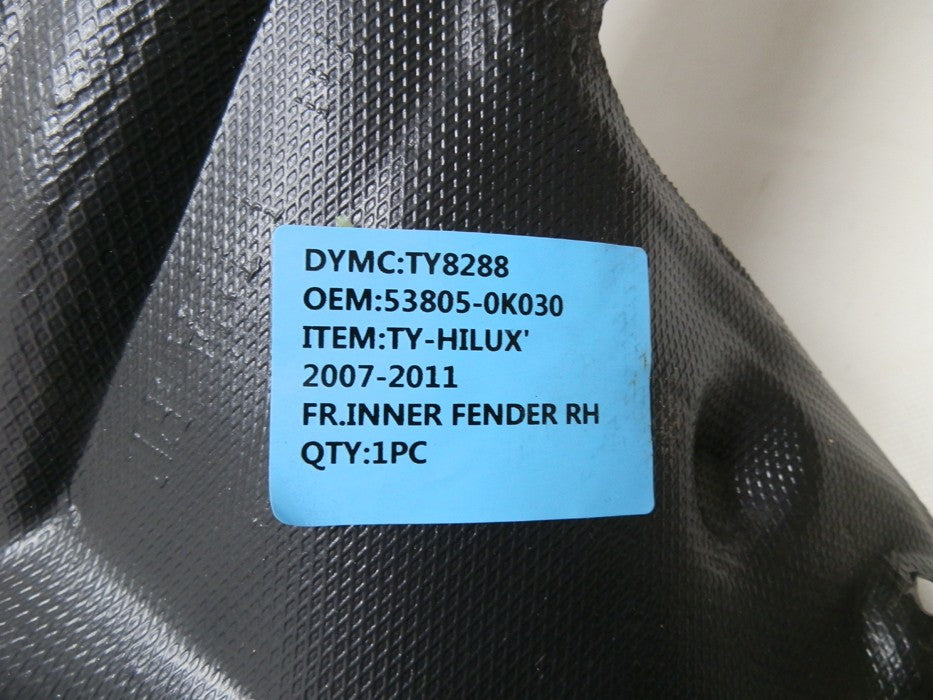 DYMC:TY8288
OEM:53805-0K030
ITEM:TY-HILUX'
2007-2011
FR.INNER FENDER RH
QTY:1PC